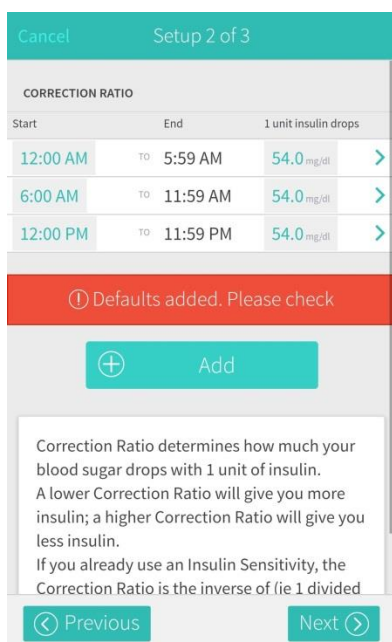 Cancel Setup 2 of 3
CORRECTION RATIO
Start End 1 unit insulin drops
12:00 AM TO 5:59 AM 54.0 mg/dl
6:00 AM TO 11:59 AM 54.0 mg/dl
12:00 PM TO 11:59 PM 54.0 mg/dl
Defaults added. Please check
Add
Correction Ratio determines how much your
blood sugar drops with 1 unit of insulin.
A lower Correction Ratio will give you more
insulin; a higher Correction Ratio will give you
less insulin.
If you already use an Insulin Sensitivity, the
Correction Ratio is the inverse of (ie 1 divided
Previous Next